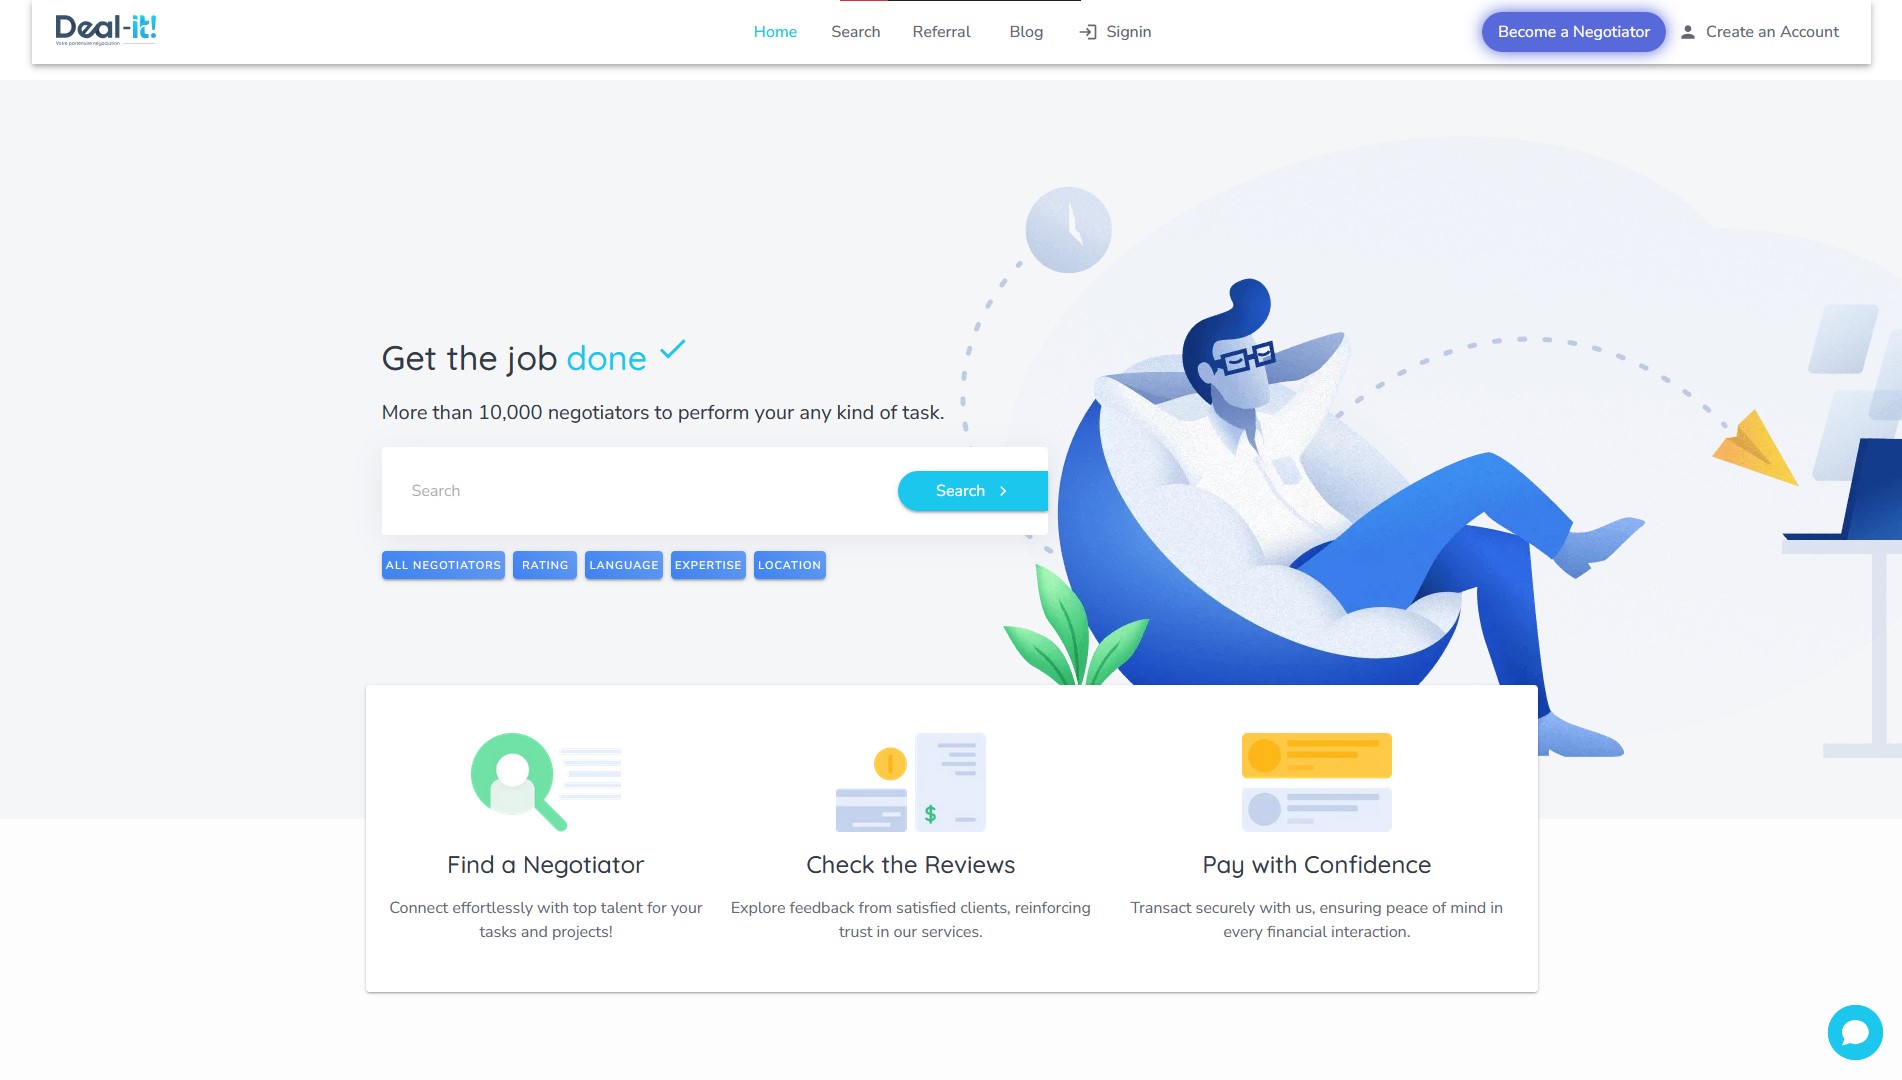 Deal-it!
Votre partenaire négociation
Home
Search
Referral
Blog
Signin
Become a Negotiator
Create an Account
Get the job done
More than 10,000 negotiators to perform your any kind of task.
Search
Search
ALL NEGOTIATORS
RATING
LANGUAGE
EXPERTISE
LOCATION
$
Find a Negotiator
Connect effortlessly with top talent for your
tasks and projects!
Check the Reviews
Explore feedback from satisfied clients, reinforcing
trust in our services.
Pay with Confidence
Transact securely with us, ensuring peace of mind in
every financial interaction.